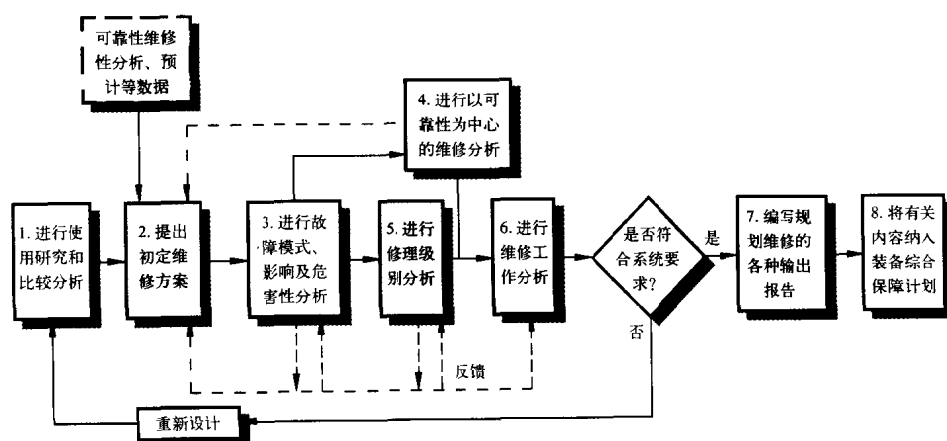 可靠性维修
性分析、预
计等数据
4. 进行以可
靠性为中心
的维修分析
1. 进行使
用研究和
比较分析
2. 提出
初定维
修方案
3. 进行故
障模式、
影响及危
害性分析
5. 进行
修理级
别分析
6. 进行
维修工
作分析
是否符
合系统要
求?
是
否
7. 编写规
划维修的
各种输出
报告
8. 将有关
内容纳入
装备综合
保障计划
反馈
重新设计